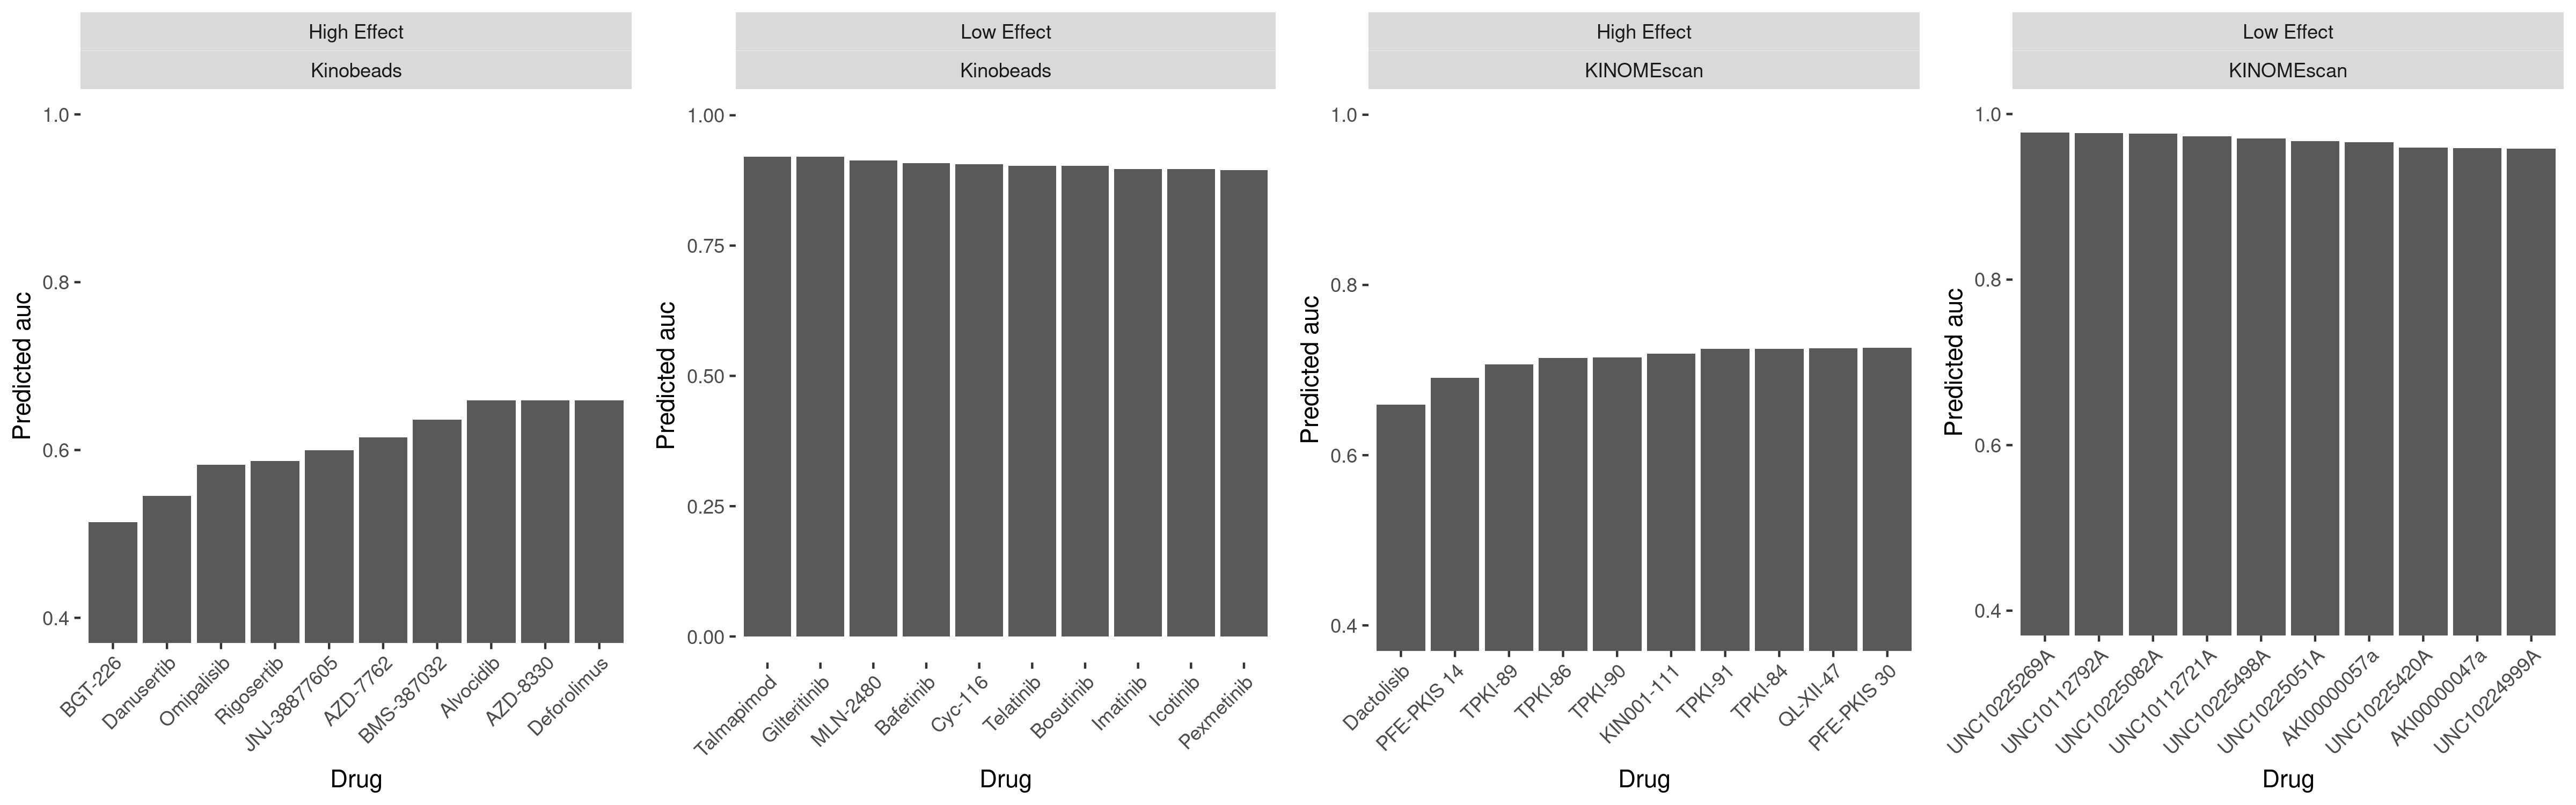 High Effect
Kinobeads
Predicted auc
1.0
0.8
0.6
0.4
BGT-226
Danusertib
Omipalisib
Rigosertib
JNJ-38877605
AZD-7762
BMS-387032
Alvocidib
AZD-8330
Deforolimus
Drug
Low Effect
Kinobeads
Predicted auc
1.00
0.75
0.50
0.25
0.00
Talmapimod
Gilteritinib
MLN-2480
Bafetinib
Cyc-116
Telatinib
Bosutinib
Imatinib
Icotinib
Pexmetinib
Drug
High Effect
KINOMEscan
Predicted auc
1.0
0.8
0.6
0.4
Dactolisib
PFE-PKIS 14
TPKI-89
TPKI-86
TPKI-90
KIN001-111
TPKI-91
TPKI-84
QL-XII-47
PFE-PKIS 30
Drug
Low Effect
KINOMEscan
Predicted auc
1.0
0.8
0.6
0.4
UNC10225269A
UNC10112792A
UNC10225082A
UNC10112721A
UNC10225498A
UNC10225051A
AKI00000057a
UNC10225420A
AKI00000047a
UNC10224999A
Drug